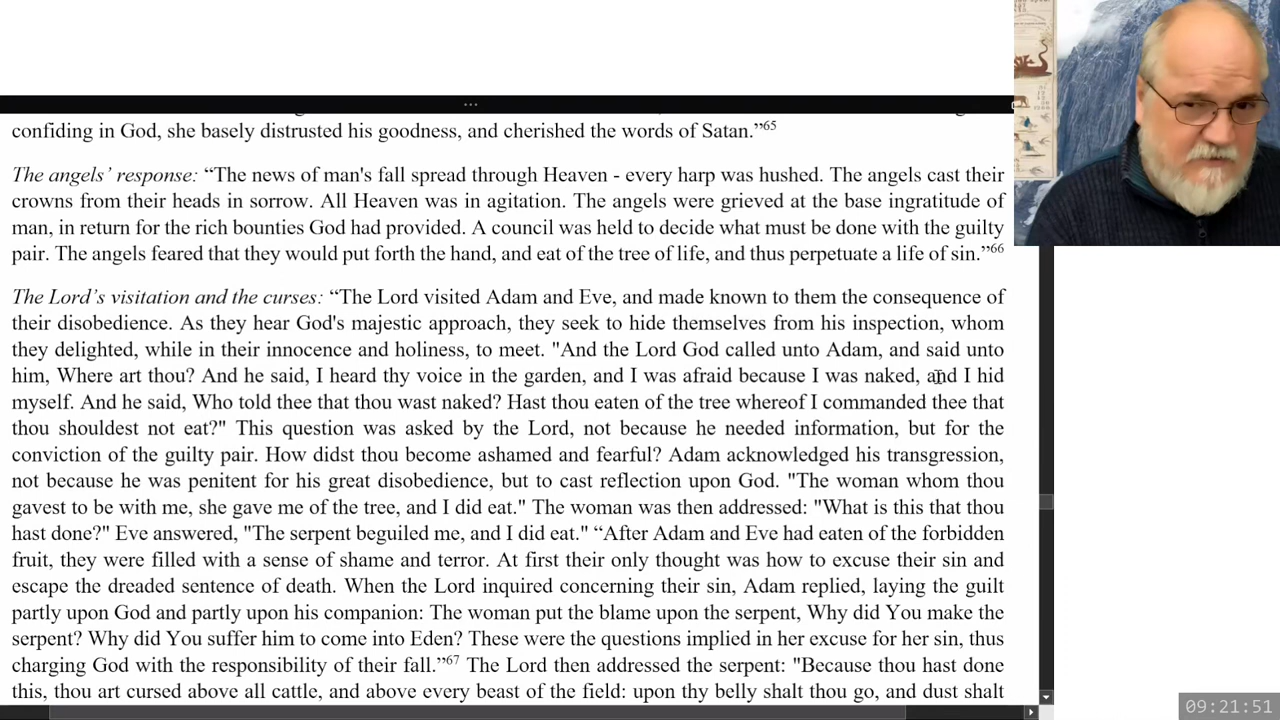 confiding in God, she basely distrusted his goodness, and cherished the words of Satan.”65
The angels’ response: “The news of man's fall spread through Heaven - every harp was hushed. The angels cast their
crowns from their heads in sorrow. All Heaven was in agitation. The angels were grieved at the base ingratitude of
man, in return for the rich bounties God had provided. A council was held to decide what must be done with the guilty
pair. The angels feared that they would put forth the hand, and eat of the tree of life, and thus perpetuate a life of sin.”66
The Lord’s visitation and the curses: “The Lord visited Adam and Eve, and made known to them the consequence of
their disobedience. As they hear God's majestic approach, they seek to hide themselves from his inspection, whom
they delighted, while in their innocence and holiness, to meet. "And the Lord God called unto Adam, and said unto
him, Where art thou? And he said, I heard thy voice in the garden, and I was afraid because I was naked, and I hid
myself. And he said, Who told thee that thou wast naked? Hast thou eaten of the tree whereof I commanded thee that
thou shouldest not eat?" This question was asked by the Lord, not because he needed information, but for the
conviction of the guilty pair. How didst thou become ashamed and fearful? Adam acknowledged his transgression,
not because he was penitent for his great disobedience, but to cast reflection upon God. "The woman whom thou
gavest to be with me, she gave me of the tree, and I did eat." The woman was then addressed: "What is this that thou
hast done?" Eve answered, "The serpent beguiled me, and I did eat." “After Adam and Eve had eaten of the forbidden
fruit, they were filled with a sense of shame and terror. At first their only thought was how to excuse their sin and
escape the dreaded sentence of death. When the Lord inquired concerning their sin, Adam replied, laying the guilt
partly upon God and partly upon his companion: The woman put the blame upon the serpent, Why did You make the
serpent? Why did You suffer him to come into Eden? These were the questions implied in her excuse for her sin, thus
charging God with the responsibility of their fall.”67 The Lord then addressed the serpent: "Because thou hast done
this, thou art cursed above all cattle, and above every beast of the field: upon thy belly shalt thou go, and dust shalt
09:21:51